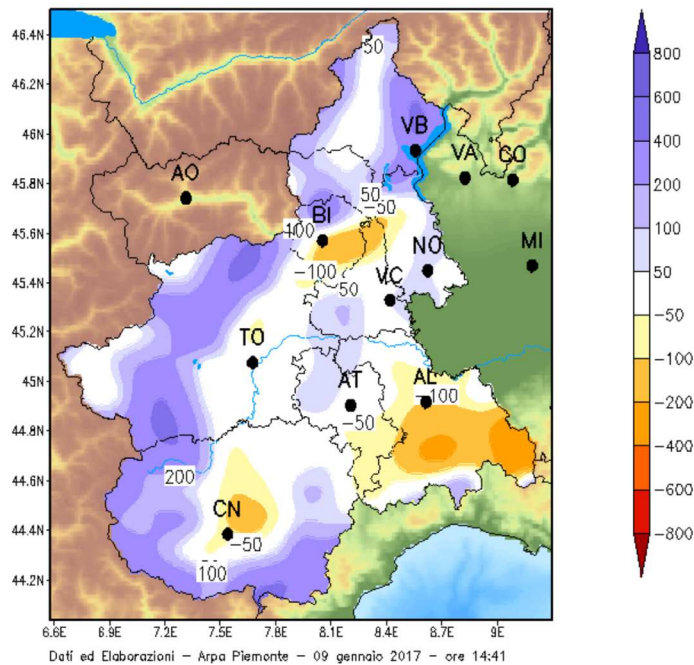 46.4N
46.2N
46N
45.8N
45.6N
45.4N
45.2N
45N
44.8N
44.6N
44.4N
44.2N
6.6E 6.9E 7.2E 7.5E 7.8E 8.1E 8.4E 8.7E 9E
50
VB
VA
CO
AO
50
-50
BI
100
NO
MI
-100
VC
50
TO
AT
AL
-100
-50
200
CN
-50
100
800
600
400
200
100
50
-50
-100
-200
-400
-600
-800
Dati ed Elaborazioni – Arpa Piemonte – 09 gennaio 2017 – ore 14:41